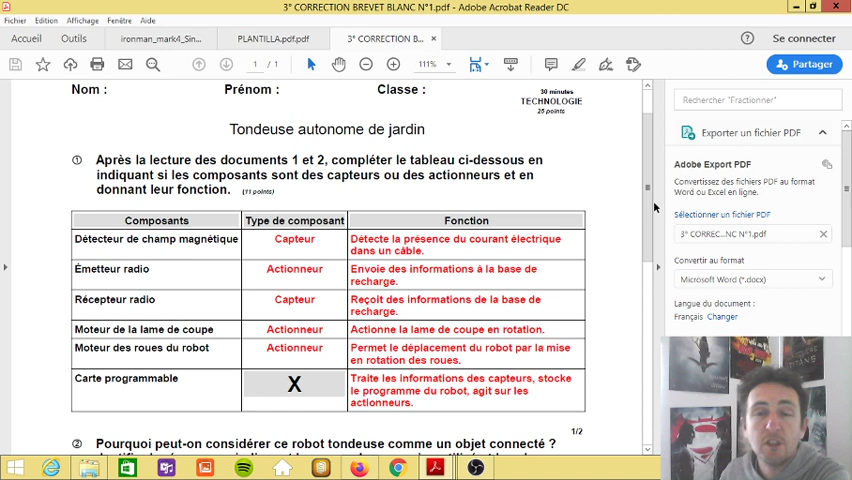 3° CORRECTION BREVET BLANC N°1.pdf - Adobe Acrobat Reader DC
Fichier Edition Affichage Fenêtre Aide
Accueil Outils ironman_mark4_Sin... PLANTILLA.pdf.pdf 3° CORRECTION B... × Se connecter
1 / 1 111% Partager
Nom : Prénom : Classe :
30 minutes
TECHNOLOGIE
25 points
Tondeuse autonome de jardin
① Après la lecture des documents 1 et 2, compléter le tableau ci-dessous en
indiquant si les composants sont des capteurs ou des actionneurs et en
donnant leur fonction. (11 points)
Composants Type de composant Fonction
Détecteur de champ magnétique Capteur Détecte la présence du courant électrique
dans un câble.
Émetteur radio Actionneur Envoie des informations à la base de
recharge.
Récepteur radio Capteur Reçoit des informations de la base de
recharge.
Moteur de la lame de coupe Actionneur Actionne la lame de coupe en rotation.
Moteur des roues du robot Actionneur Permet le déplacement du robot par la mise
en rotation des roues.
Carte programmable X Traite les informations des capteurs, stocke
le programme du robot, agit sur les
actionneurs.
1/2
② Pourquoi peut-on considérer ce robot tondeuse comme un objet connecté ?
Rechercher "Fractionner"
Exporter un fichier PDF
Adobe Export PDF
Convertissez des fichiers PDF au format
Word ou Excel en ligne.
Sélectionner un fichier PDF
3° CORREC...NC N°1.pdf
Convertir au format
Microsoft Word (*.docx)
Langue du document :
Français Changer